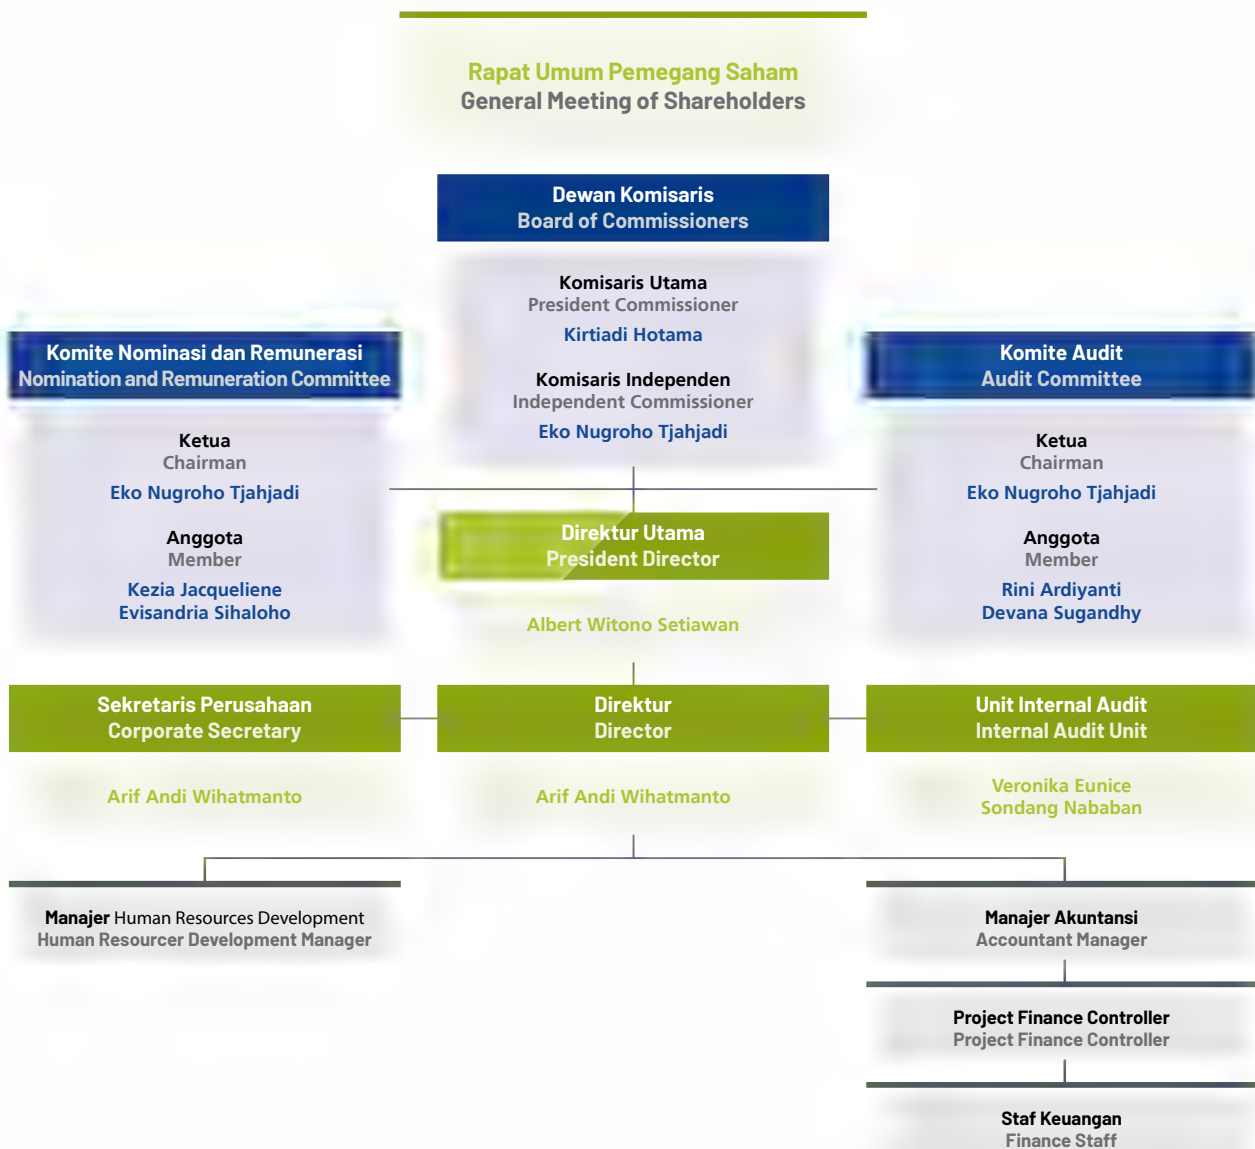 Rapat Umum Pemegang Saham
General Meeting of Shareholders
Dewan Komisaris
Board of Commissioners
Komisaris Utama
President Commissioner
Kirtiadi Hotama
Komisaris Independen
Independent Commissioner
Eko Nugroho Tjahjadi
Komite Nominasi dan Remunerasi
Nomination and Remuneration Committee
Ketua
Chairman
Eko Nugroho Tjahjadi
Anggota
Member
Kezia Jacqueliene
Evisandria Sihaloho
Komite Audit
Audit Committee
Ketua
Chairman
Eko Nugroho Tjahjadi
Anggota
Member
Rini Ardiyanti
Devana Sugandhy
Direktur Utama
President Director
Albert Witono Setiawan
Sekretaris Perusahaan
Corporate Secretary
Arif Andi Wihatmanto
Direktur
Director
Arif Andi Wihatmanto
Unit Internal Audit
Internal Audit Unit
Veronika Eunice
Sondang Nababan
Manajer Human Resources Development
Human Resourcer Development Manager
Manajer Akuntansi
Accountant Manager
Project Finance Controller
Project Finance Controller
Staf Keuangan
Finance Staff